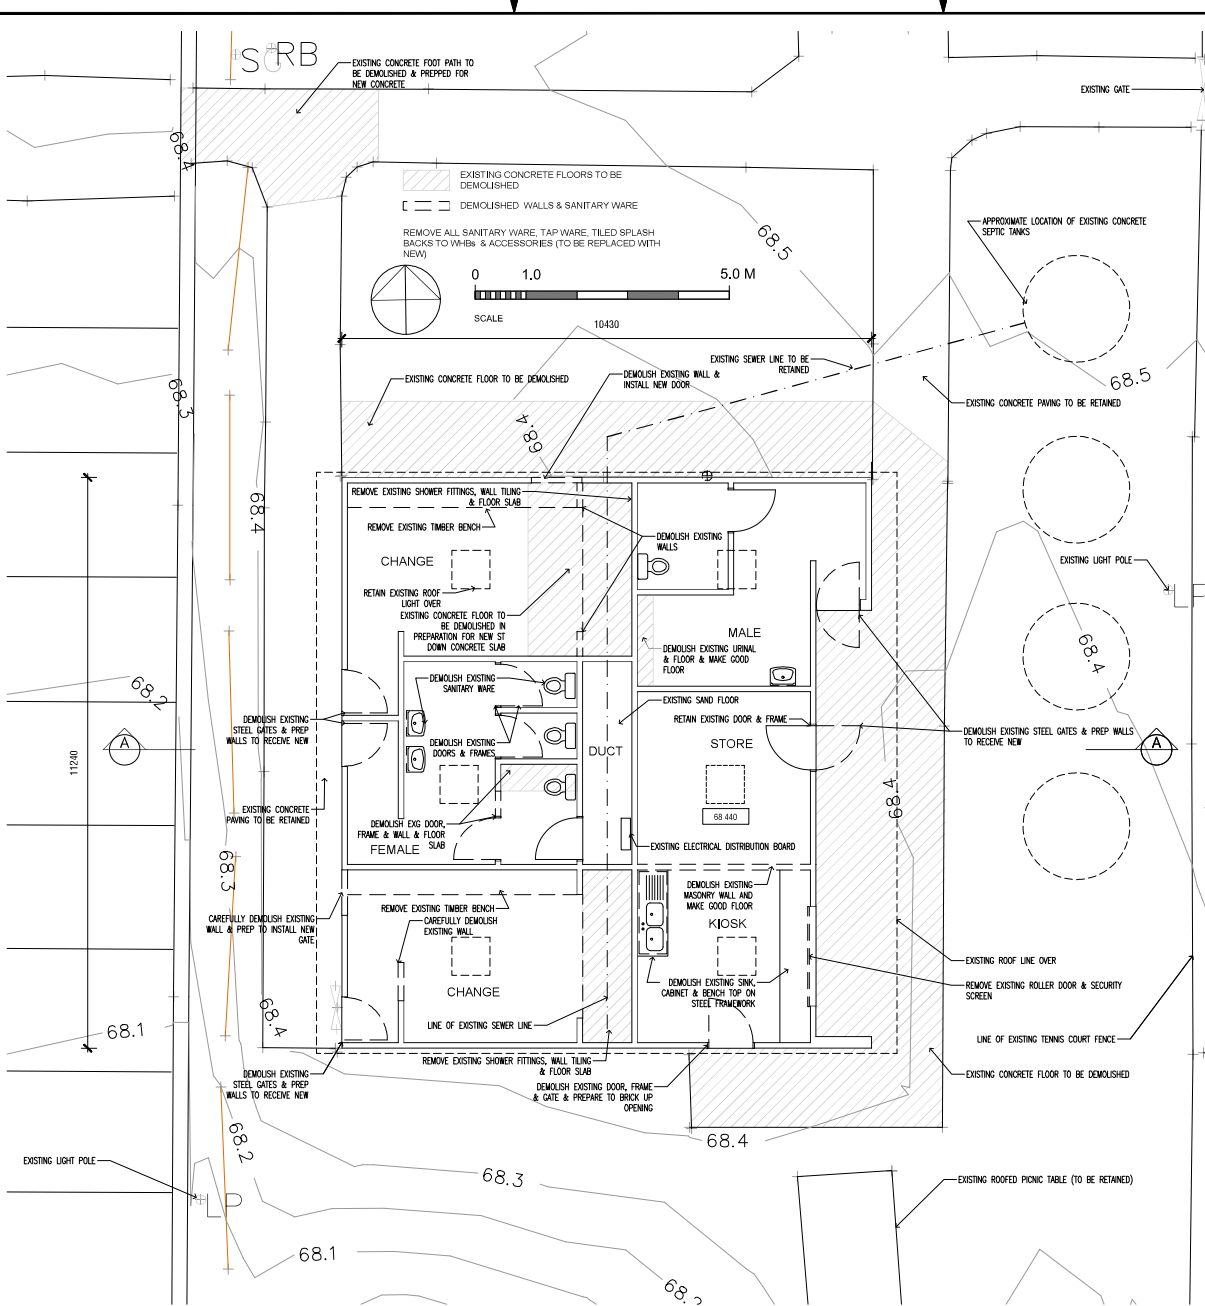 SRB
EXISTING CONCRETE FOOT PATH TO
BE DEMOLISHED & PREPPED FOR
NEW CONCRETE
EXISTING GATE
68.4
EXISTING CONCRETE FLOORS TO BE
DEMOLISHED
DEMOLISHED WALLS & SANITARY WARE
REMOVE ALL SANITARY WARE, TAP WARE, TILED SPLASH
BACKS TO WHBs & ACCESSORIES (TO BE REPLACED WITH
NEW)
0 1.0 5.0 M
SCALE
10430
68.5
APPROXIMATE LOCATION OF EXISTING CONCRETE
SEPTIC TANKS
EXISTING SEWER LINE TO BE
RETAINED
DEMOLISH EXISTING WALL &
INSTALL NEW DOOR
EXISTING CONCRETE FLOOR TO BE DEMOLISHED
68.5
68.3
EXISTING CONCRETE PAVING TO BE RETAINED
68.4
REMOVE EXISTING SHOWER FITTINGS, WALL TILING
& FLOOR SLAB
REMOVE EXISTING TIMBER BENCH
68.4
DEMOLISH EXISTING
WALLS
CHANGE
EXISTING LIGHT POLE
LP
RETAIN EXISTING ROOF
LIGHT OVER
EXISTING CONCRETE FLOOR TO
BE DEMOLISHED IN
PREPARATION FOR NEW ST
DOWN CONCRETE SLAB
MALE
DEMOLISH EXISTING URINAL
& FLOOR & MAKE GOOD
FLOOR
68.4
DEMOLISH EXISTING
SANITARY WARE
68.2
EXISTING SAND FLOOR
RETAIN EXISTING DOOR & FRAME
DEMOLISH EXISTING
STEEL GATES & PREP
WALLS TO RECEIVE NEW
DEMOLISH EXISTING STEEL GATES & PREP WALLS
TO RECEIVE NEW
A
A
DEMOLISH EXISTING
DOORS & FRAMES
DUCT
STORE
11240
68.4
68 440
EXISTING CONCRETE
PAVING TO BE RETAINED
DEMOLISH EXG DOOR,
FRAME & WALL & FLOOR
SLAB
FEMALE
EXISTING ELECTRICAL DISTRIBUTION BOARD
68.3
DEMOLISH EXISTING
MASONRY WALL AND
MAKE GOOD FLOOR
KIOSK
REMOVE EXISTING TIMBER BENCH
CAREFULLY DEMOLISH
EXISTING WALL
CAREFULLY DEMOLISH EXISTING
WALL & PREP TO INSTALL NEW
GATE
EXISTING ROOF LINE OVER
DEMOLISH EXISTING SINK,
CABINET & BENCH TOP ON
STEEL FRAMEWORK
REMOVE EXISTING ROLLER DOOR & SECURITY
SCREEN
CHANGE
68.4
68.1
LINE OF EXISTING SEWER LINE
LINE OF EXISTING TENNIS COURT FENCE
REMOVE EXISTING SHOWER FITTINGS, WALL TILING
& FLOOR SLAB
DEMOLISH EXISTING
STEEL GATES & PREP
WALLS TO RECEIVE NEW
EXISTING CONCRETE FLOOR TO BE DEMOLISHED
DEMOLISH EXISTING DOOR, FRAME
& GATE & PREPARE TO BRICK UP
OPENING
68.2
68.4
EXISTING LIGHT POLE
LP
68.3
EXISTING ROOFED PICNIC TABLE (TO BE RETAINED)
68.1